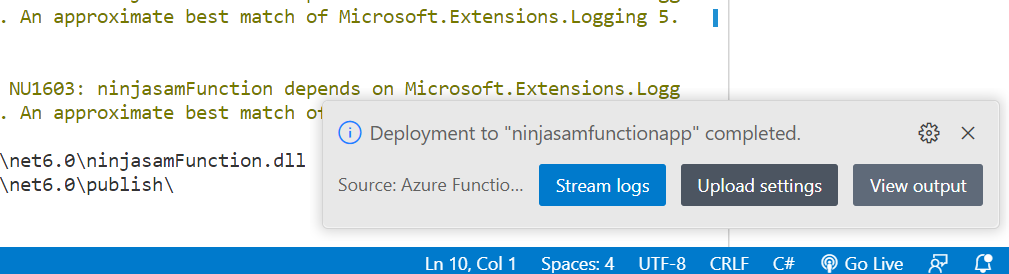 . An approximate best match of Microsoft.Extensions.Logging 5.
NU1603: ninjasamFunction depends on Microsoft.Extensions.Logg
. An approximate best match of
\net6.0\ninjasamFunction.dll
\net6.0\publish\
Deployment to "ninjasamfunctionapp" completed.
Source: Azure Functio... Stream logs Upload settings View output
Ln 10, Col 1 Spaces: 4 UTF-8 CRLF C# Go Live